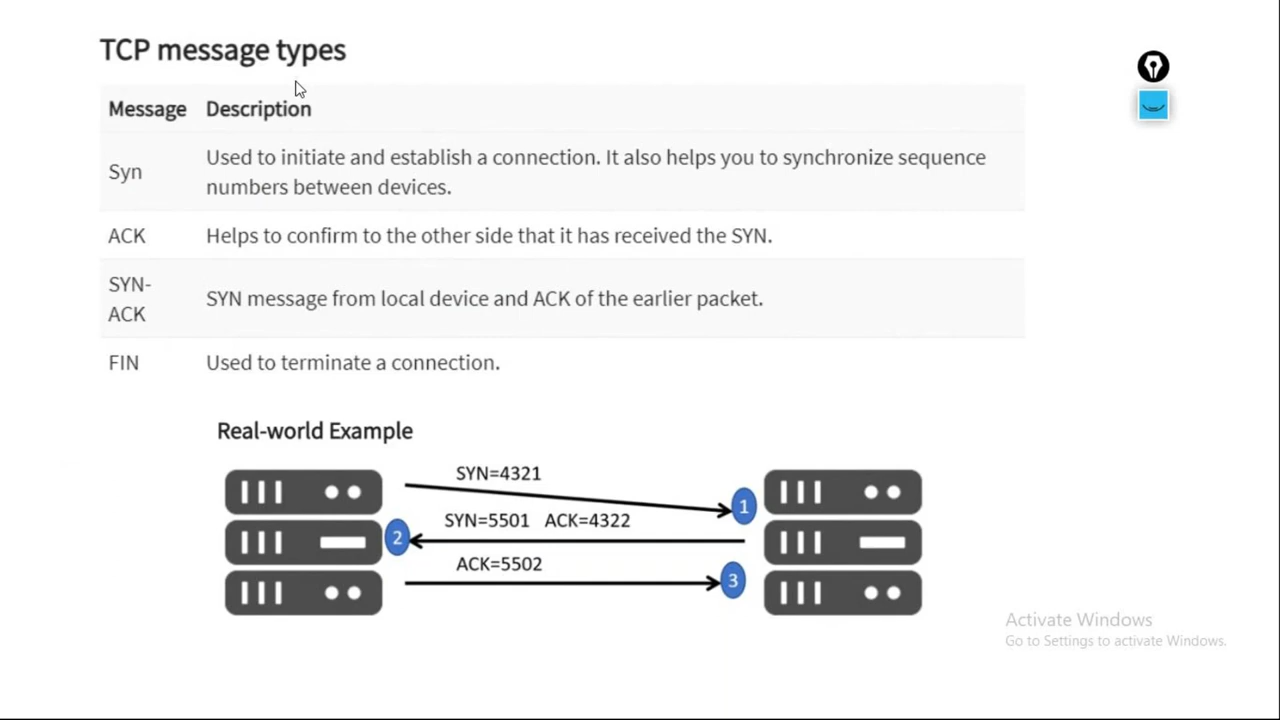 TCP message types
Message Description
Syn
Used to initiate and establish a connection. It also helps you to synchronize sequence
numbers between devices.
ACK
Helps to confirm to the other side that it has received the SYN.
SYN-
ACK
SYN message from local device and ACK of the earlier packet.
FIN
Used to terminate a connection.
Real-world Example
SYN=4321
1
SYN=5501 ACK=4322
2
ACK=5502
3
Activate Windows
Go to Settings to activate Windows.